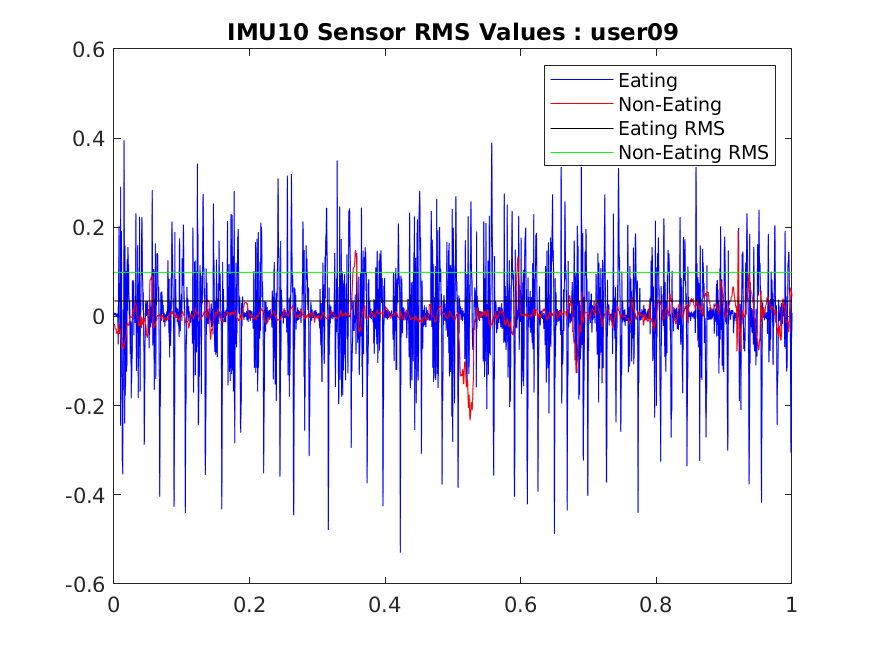 IMU10 Sensor RMS Values : user09
0.6
0.4
0.2
0
-0.2
-0.4
-0.6
Eating
Non-Eating
Eating RMS
Non-Eating RMS
0 0.2 0.4 0.6 0.8 1